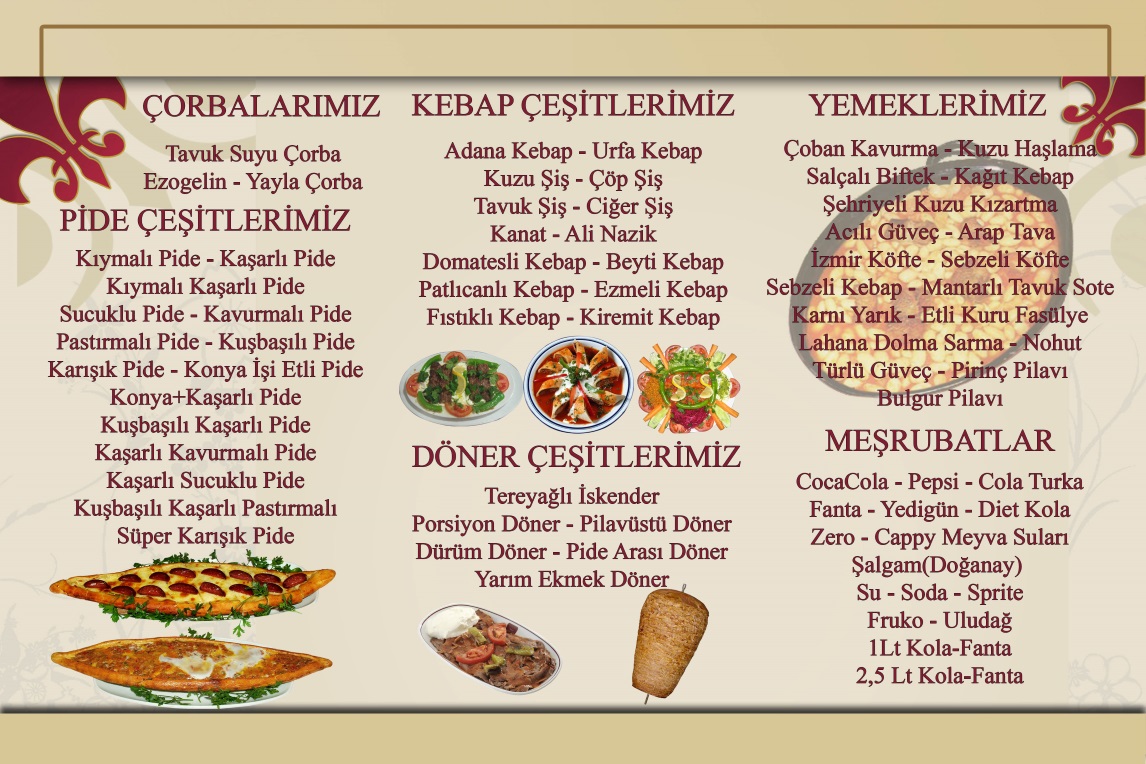 ÇORBALARIMIZ
Tavuk Suyu Çorba
Ezogelin - Yayla Çorba
PİDE ÇEŞİTLERİMİZ
Kıymalı Pide - Kaşarlı Pide
Kıymalı Kaşarlı Pide
Sucuklu Pide - Kavurmalı Pide
Pastırmalı Pide - Kuşbaşılı Pide
Karışık Pide - Konya İşi Etli Pide
Konya+Kaşarlı Pide
Kuşbaşılı Kaşarlı Pide
Kaşarlı Kavurmalı Pide
Kaşarlı Sucuklu Pide
Kuşbaşılı Kaşarlı Pastırmalı
Süper Karışık Pide
KEBAP ÇEŞİTLERİMİZ
Adana Kebap - Urfa Kebap
Kuzu Şiş - Çöp Şiş
Tavuk Şiş - Ciğer Şiş
Kanat - Ali Nazik
Domatesli Kebap - Beyti Kebap
Patlıcanlı Kebap - Ezmeli Kebap
Fıstıklı Kebap - Kiremit Kebap
DÖNER ÇEŞİTLERİMİZ
Tereyağlı İskender
Porsiyon Döner - Pilavüstü Döner
Dürüm Döner - Pide Arası Döner
Yarım Ekmek Döner
YEMEKLERİMİZ
Çoban Kavurma - Kuzu Haşlama
Salçalı Biftek - Kağıt Kebap
Şehriyeli Kuzu Kızartma
Acılı Güveç - Arap Tava
İzmir Köfte - Sebzeli Köfte
Sebzeli Kebap - Mantarlı Tavuk Sote
Karnı Yarık - Etli Kuru Fasülye
Lahana Dolma Sarma - Nohut
Türlü Güveç - Pirinç Pilavı
Bulgur Pilavı
MEŞRUBATLAR
CocaCola - Pepsi - Cola Turka
Fanta - Yedigün - Diet Kola
Zero - Cappy Meyva Suları
Şalgam(Doğanay)
Su - Soda - Sprite
Fruko - Uludağ
1Lt Kola-Fanta
2,5 Lt Kola-Fanta